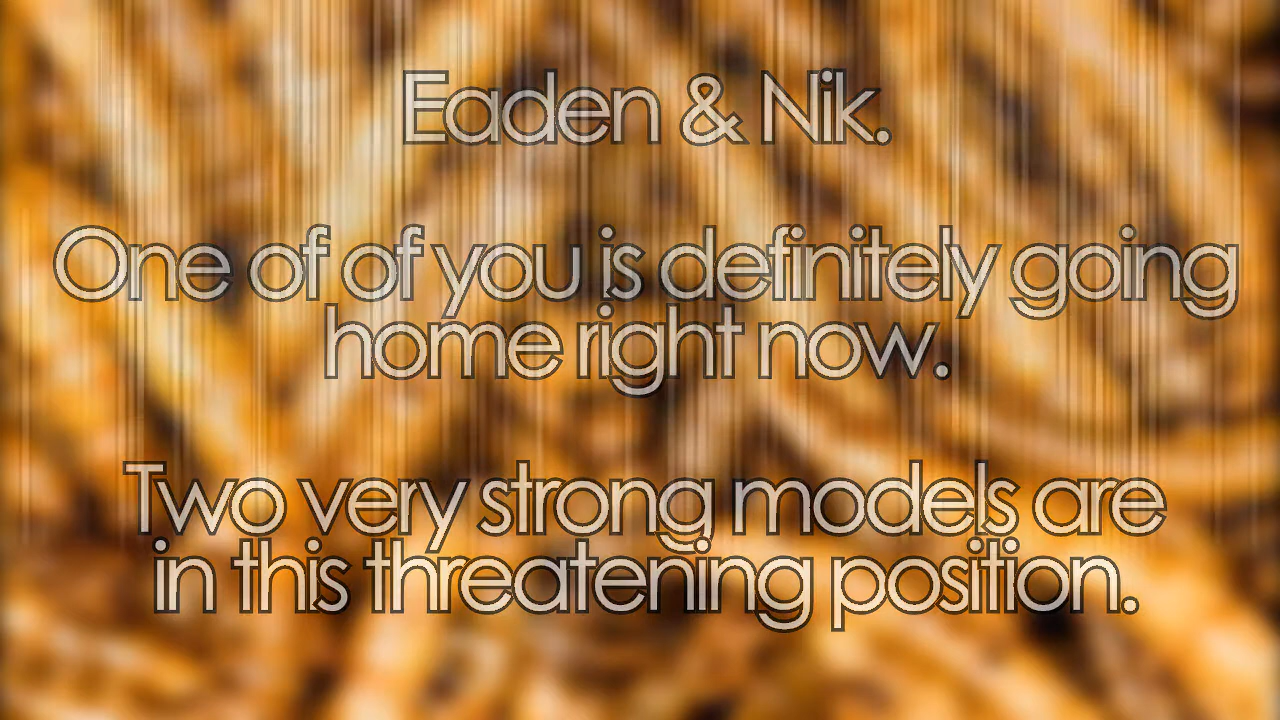 Eaden & Nik.
One of of you is definitely going
home right now.
Two very strong models are
in this threatening position.